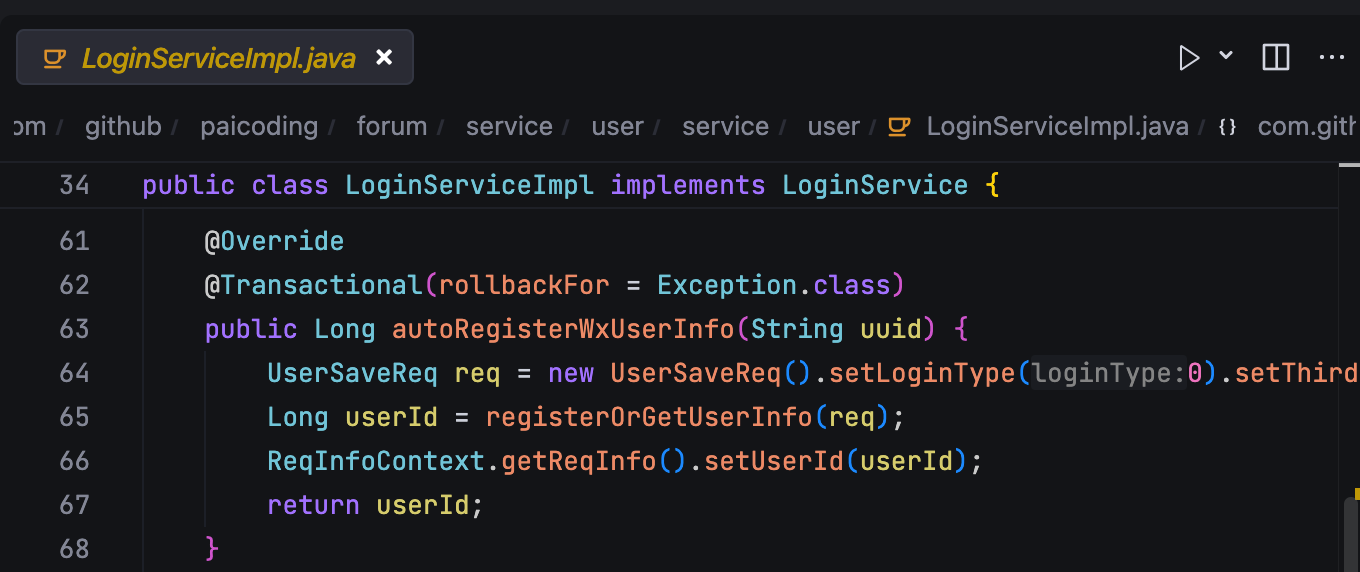 LoginServiceImpl.java ×
om / github / paicoding / forum / service / user / service / user / LoginServiceImpl.java / {} com.gith
34 public class LoginServiceImpl implements LoginService {
61 @Override
62 @Transactional(rollbackFor = Exception.class)
63 public Long autoRegisterWxUserInfo(String uuid) {
64 UserSaveReq req = new UserSaveReq().setLoginType(loginType:0).setThird
65 Long userId = registerOrGetUserInfo(req);
66 ReqInfoContext.getReqInfo().setUserId(userId);
67 return userId;
68 }